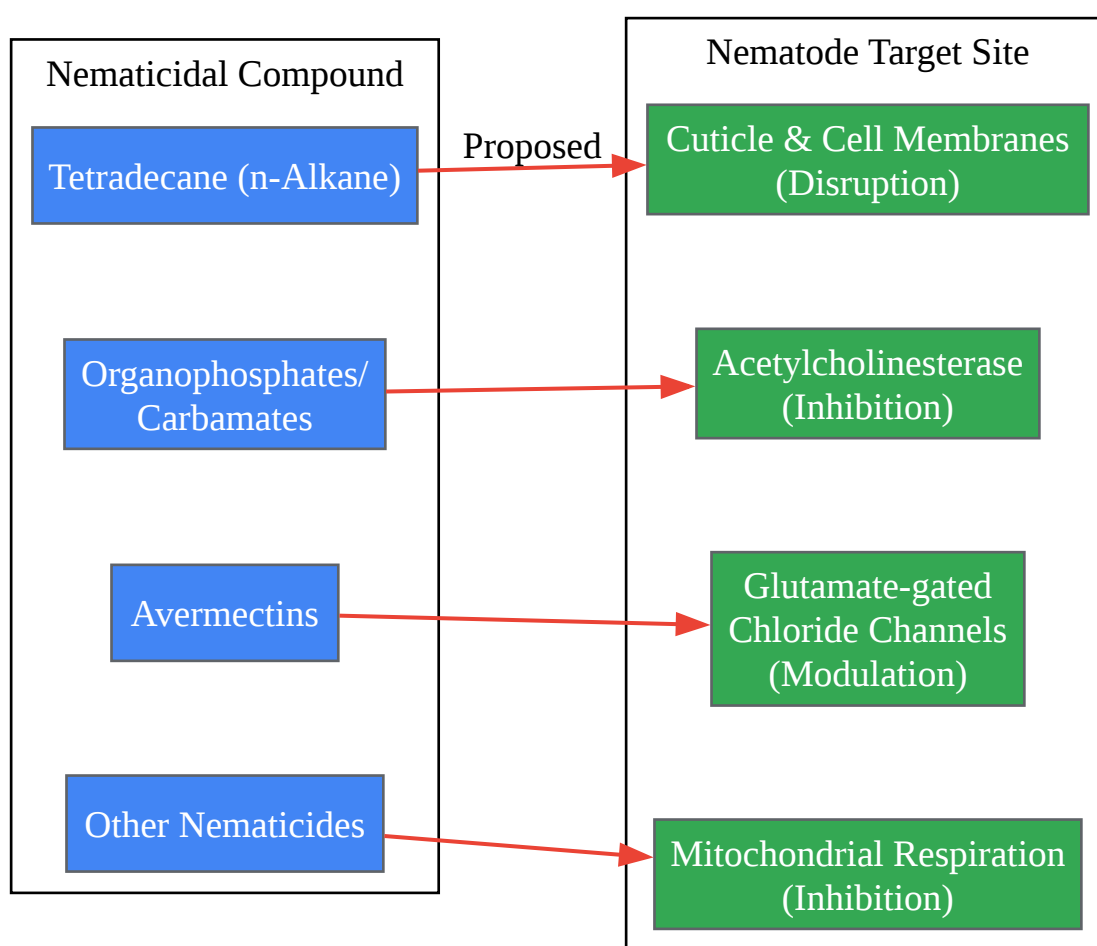 Nematicidal Compound
Tetradecane (n-Alkane)
Organophosphates/
Carbamates
Avermectins
Other Nematicides
Proposed
Nematode Target Site
Cuticle & Cell Membranes
(Disruption)
Acetylcholinesterase
(Inhibition)
Glutamate-gated
Chloride Channels
(Modulation)
Mitochondrial Respiration
(Inhibition)